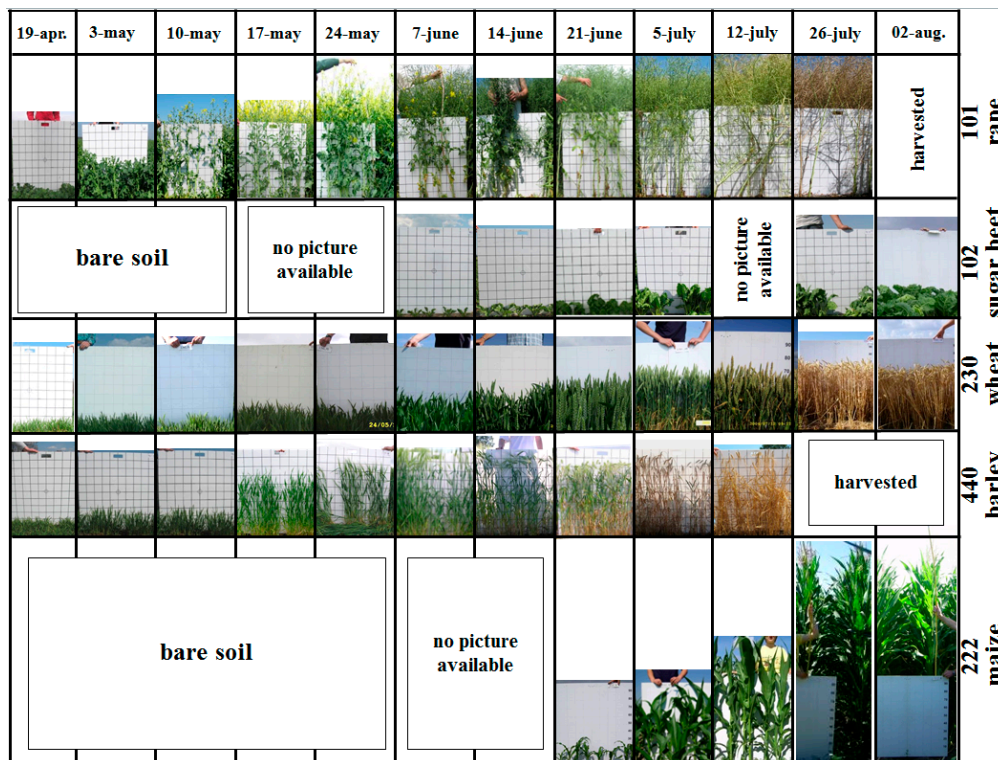 19-apr. 3-may 10-may 17-may 24-may 7-june 14-june 21-june 5-july 12-july 26-july 02-aug.
harvested
101
rape
bare soil
no picture
available
no picture
available
102
sugar beet
24/05/
230
wheat
harvested
440
barley
bare soil
no picture
available
222
maize